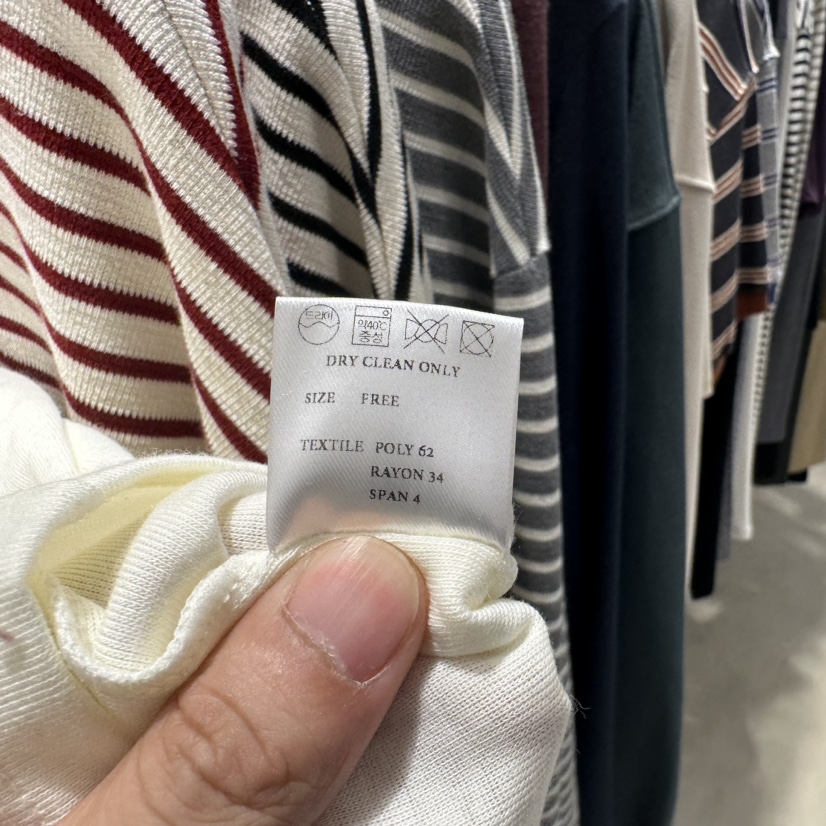 드라이
약40℃
중성
DRY CLEAN ONLY
SIZE FREE
TEXTILE POLY 62
RAYON 34
SPAN 4